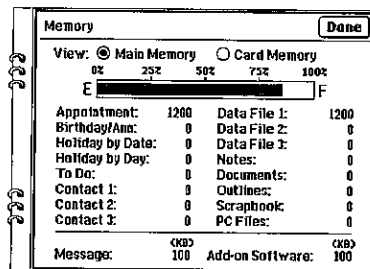 Memory Done
View: Main Memory Card Memory
0% 25% 50% 75% 100%
E F
Appointment: 1200 Data File 1: 1200
Birthday/Ann: 0 Data File 2: 0
Holiday by Date: 0 Data File 3: 0
Holiday by Day: 0 Notes: 0
To Do: 0 Documents: 0
Contact 1: 0 Outlines: 0
Contact 2: 0 Scrapbook: 0
Contact 3: 0 PC Files: 0
(KB) (KB)
Message: 100 Add-on Software: 100